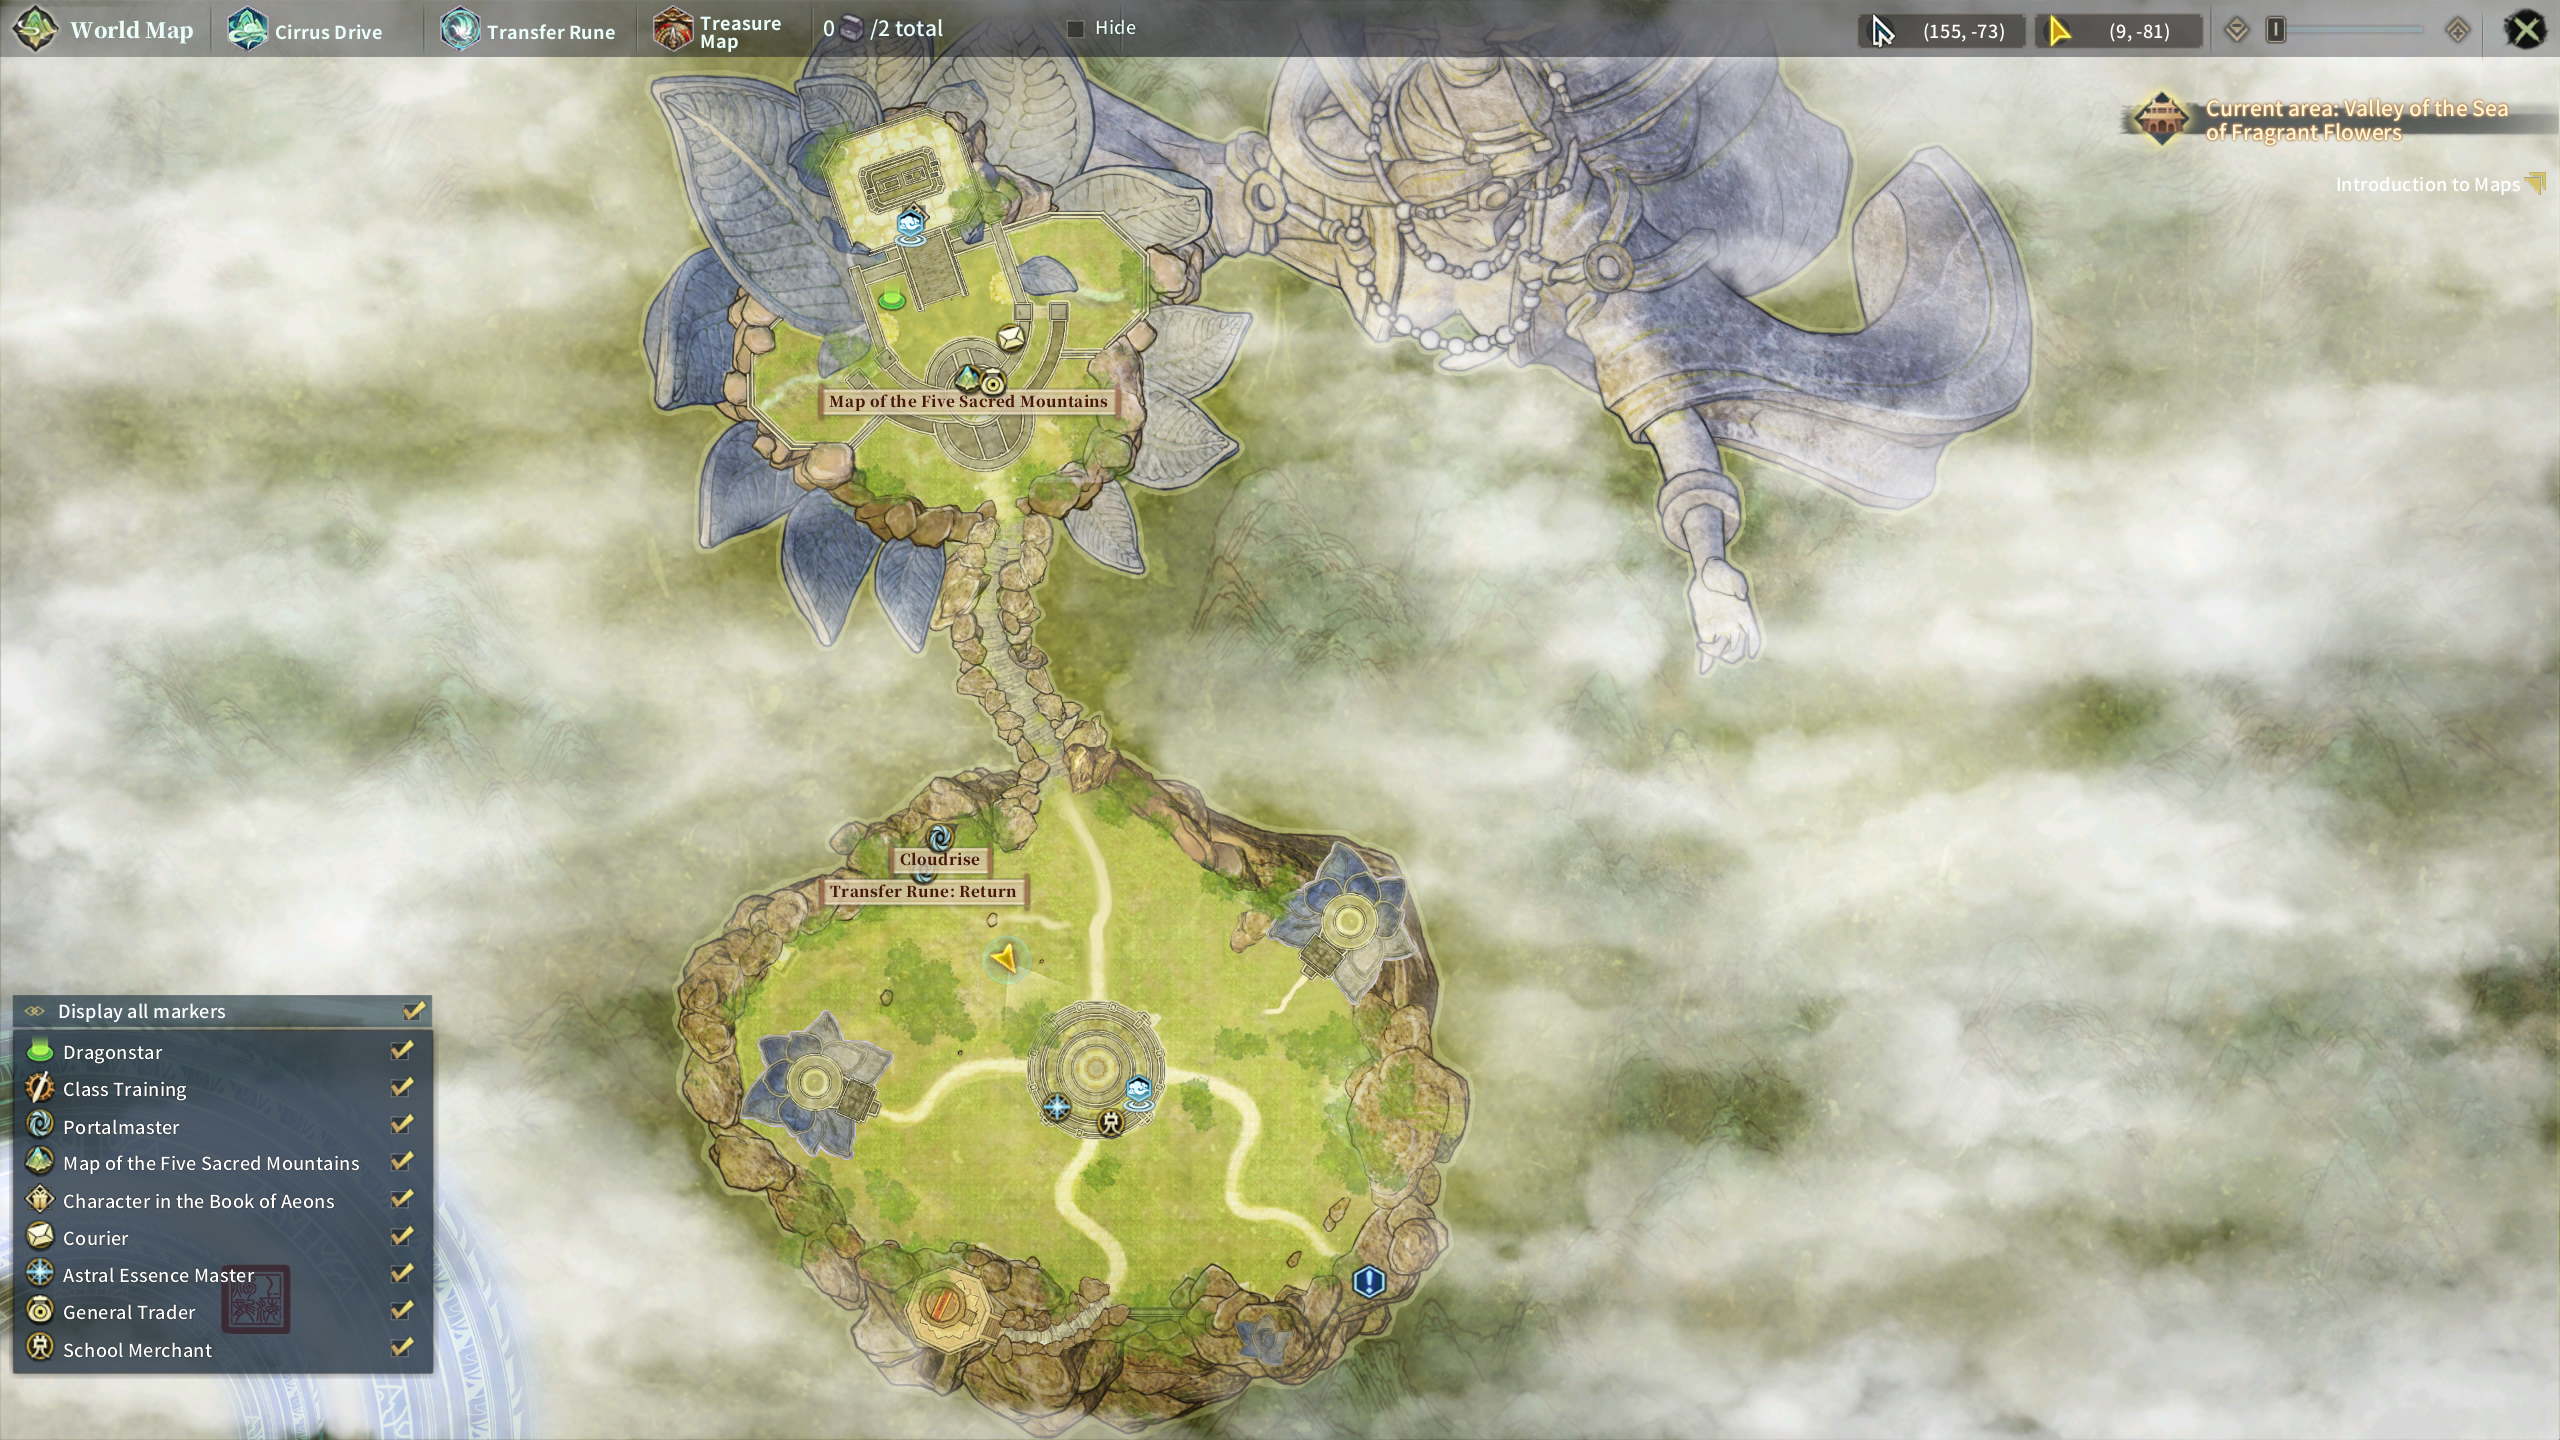 World Map
Cirrus Drive
Transfer Rune
Treasure
Map
0 /2 total
Hide
(155, -73)
(9, -81)
Current area: Valley of the Sea
of Fragrant Flowers
Introduction to Maps
Map of the Five Sacred Mountains
Cloudrise
Transfer Rune: Return
Display all markers
Dragonstar
Class Training
Portalmaster
Map of the Five Sacred Mountains
Character in the Book of Aeons
Courier
Astral Essence Master
General Trader
School Merchant